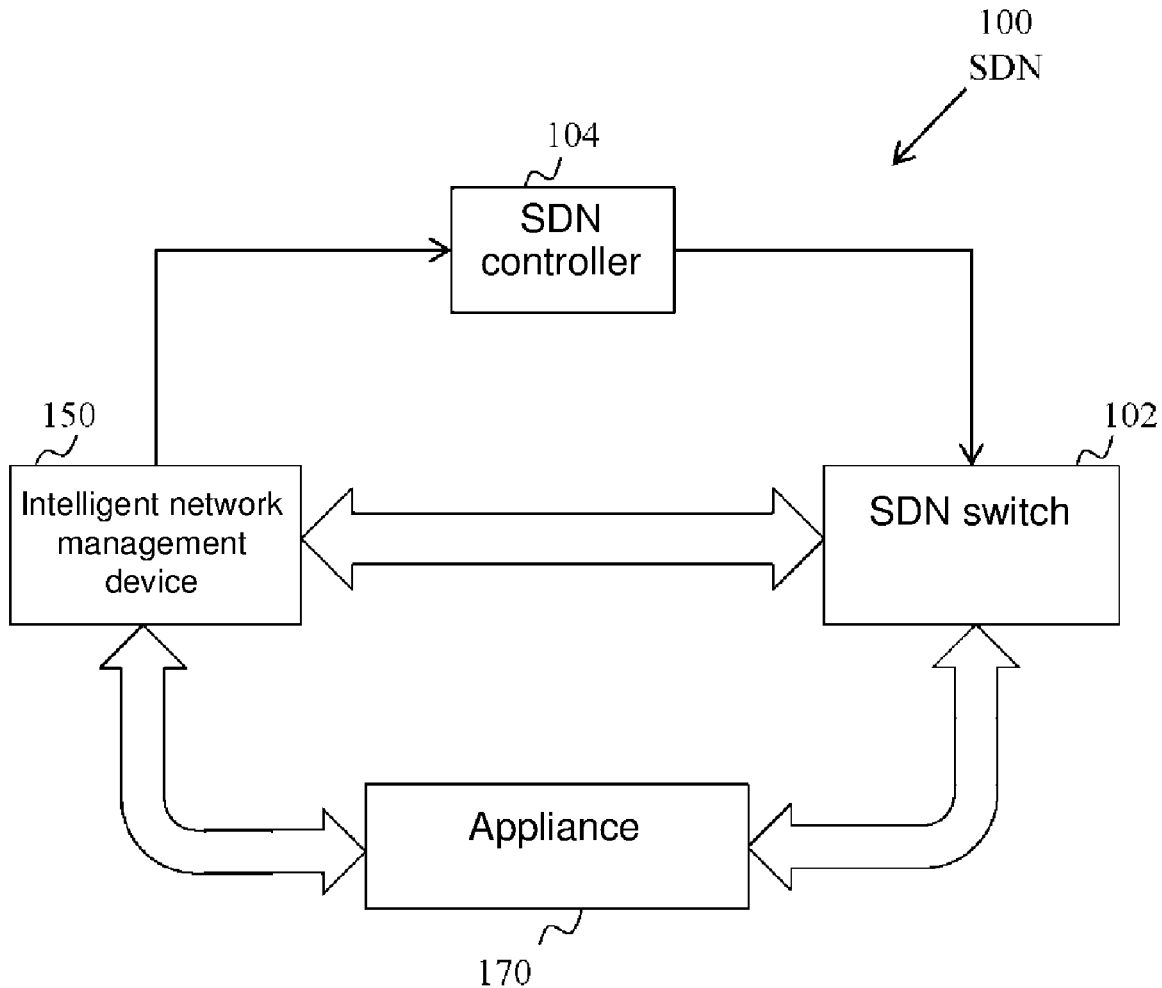 100
SDN
104
SDN
controller
150
102
Intelligent network
management
device
SDN switch
Appliance
170